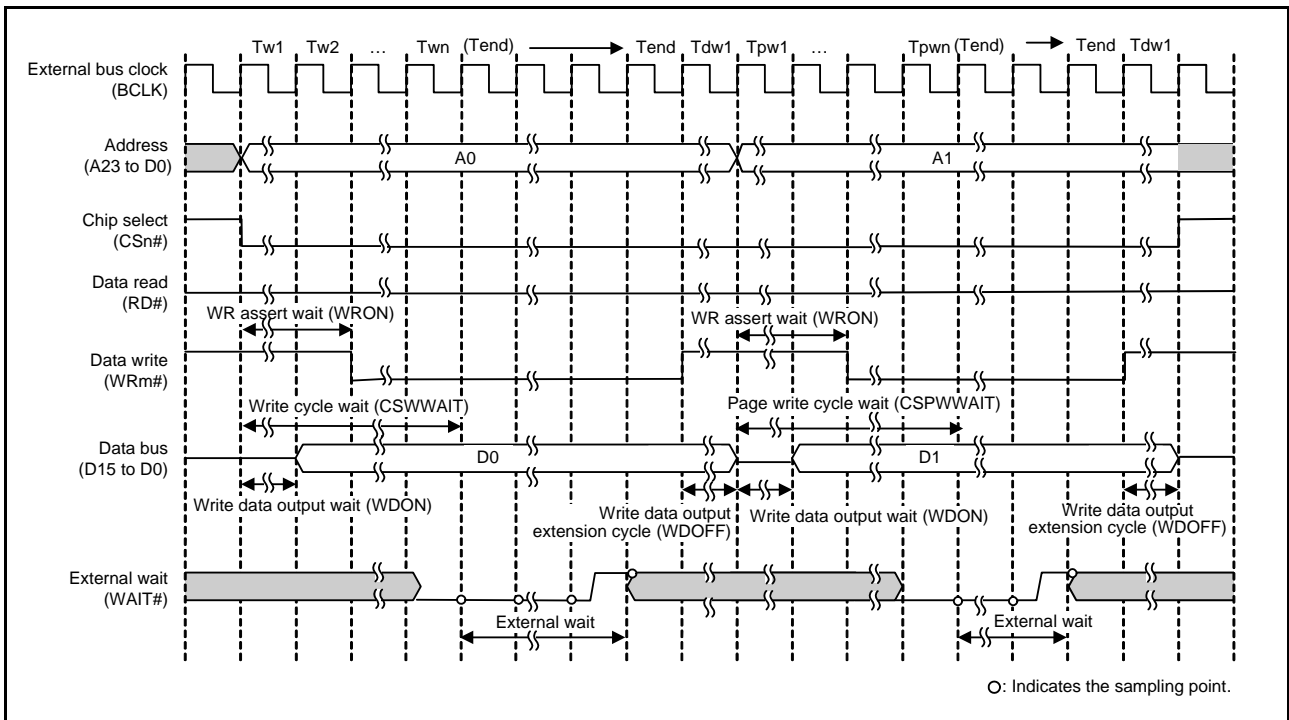 Tw1 Tw2 … Twn (Tend) Tend Tdw1 Tpw1 … Tpwn (Tend) Tend Tdw1
External bus clock
(BCLK)
Address
(A23 to D0)
A0 A1
Chip select
(CSn#)
Data read
(RD#)
WR assert wait (WRON) WR assert wait (WRON)
Data write
(WRm#)
Write cycle wait (CSWWAIT) Page write cycle wait (CSPWWAIT)
Data bus
(D15 to D0)
D0 D1
Write data output wait (WDON)
Write data output
extension cycle (WDOFF)
Write data output wait (WDON)
Write data output
extension cycle (WDOFF)
External wait
(WAIT#)
External wait External wait
O: Indicates the sampling point.